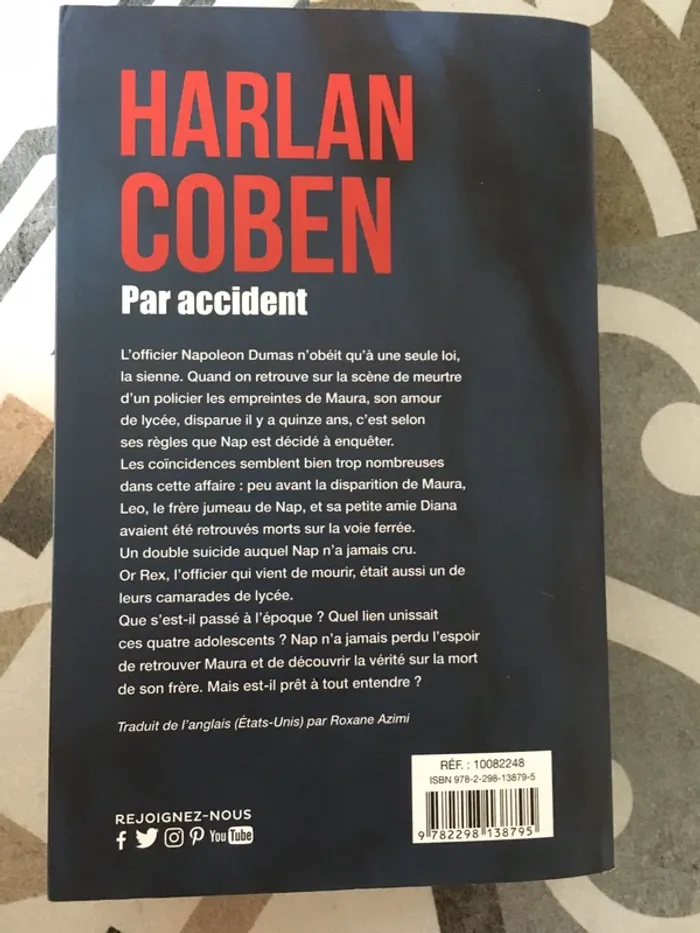 HARLAN
COBEN
Par accident
L'officier Napoleon Dumas n'obéit qu'à une seule loi,
la sienne. Quand on retrouve sur la scène de meurtre
d'un policier les empreintes de Maura, son amour
de lycée, disparue il y a quinze ans, c'est selon
ses règles que Nap est décidé à enquêter.
Les coïncidences semblent bien trop nombreuses
dans cette affaire : peu avant la disparition de Maura,
Leo, le frère jumeau de Nap, et sa petite amie Diana
avaient été retrouvés morts sur la voie ferrée.
Un double suicide auquel Nap n'a jamais cru.
Or Rex, l'officier qui vient de mourir, était aussi un de
leurs camarades de lycée.
Que s'est-il passé à l'époque ? Quel lien unissait
ces quatre adolescents ? Nap n'a jamais perdu l'espoir
de retrouver Maura et de découvrir la vérité sur la mort
de son frère. Mais est-il prêt à tout entendre ?
Traduit de l'anglais (États-Unis) par Roxane Azimi
RÉF. : 10082248
ISBN 978-2-298-13879-5
9 782298 138795
REJOIGNEZ-NOUS
You Tube